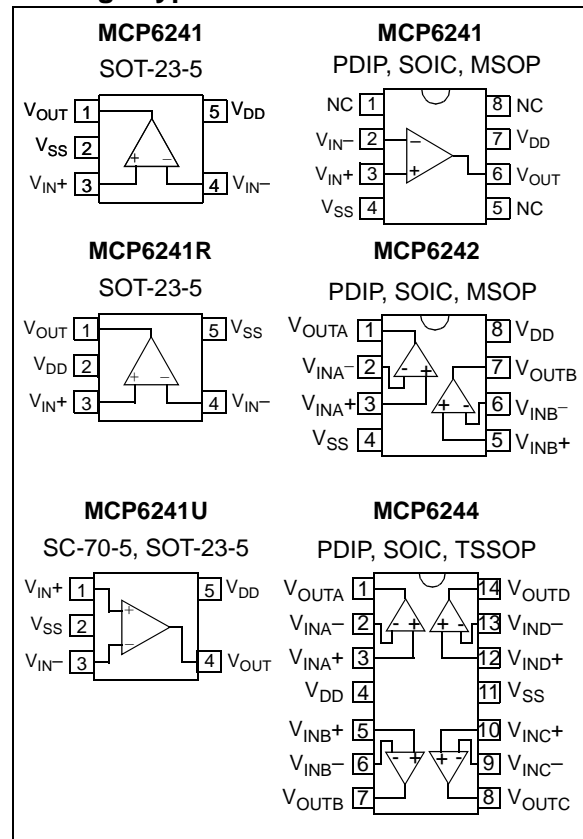 MCP6241
SOT-23-5
VOUT 1
5 VDD
VSS 2
+ –
VIN+ 3
4 VIN–
MCP6241
PDIP, SOIC, MSOP
NC 1
8 NC
VIN– 2
–
7 VDD
VIN+ 3
+
6 VOUT
VSS 4
5 NC
MCP6241R
SOT-23-5
VOUT 1
5 VSS
VDD 2
+ –
VIN+ 3
4 VIN–
MCP6242
PDIP, SOIC, MSOP
VOUTA 1
8 VDD
VINA– 2
- +
7 VOUTB
VINA+ 3
+ -
6 VINB–
VSS 4
5 VINB+
MCP6241U
SC-70-5, SOT-23-5
VIN+ 1
+
5 VDD
VSS 2
VIN– 3
–
4 VOUT
MCP6244
PDIP, SOIC, TSSOP
VOUTA 1
14 VOUTD
VINA– 2
- + + -
13 VIND–
VINA+ 3
12 VIND+
VDD 4
11 VSS
VINB+ 5
10 VINC+
VINB– 6
- + + -
9 VINC–
VOUTB 7
8 VOUTC